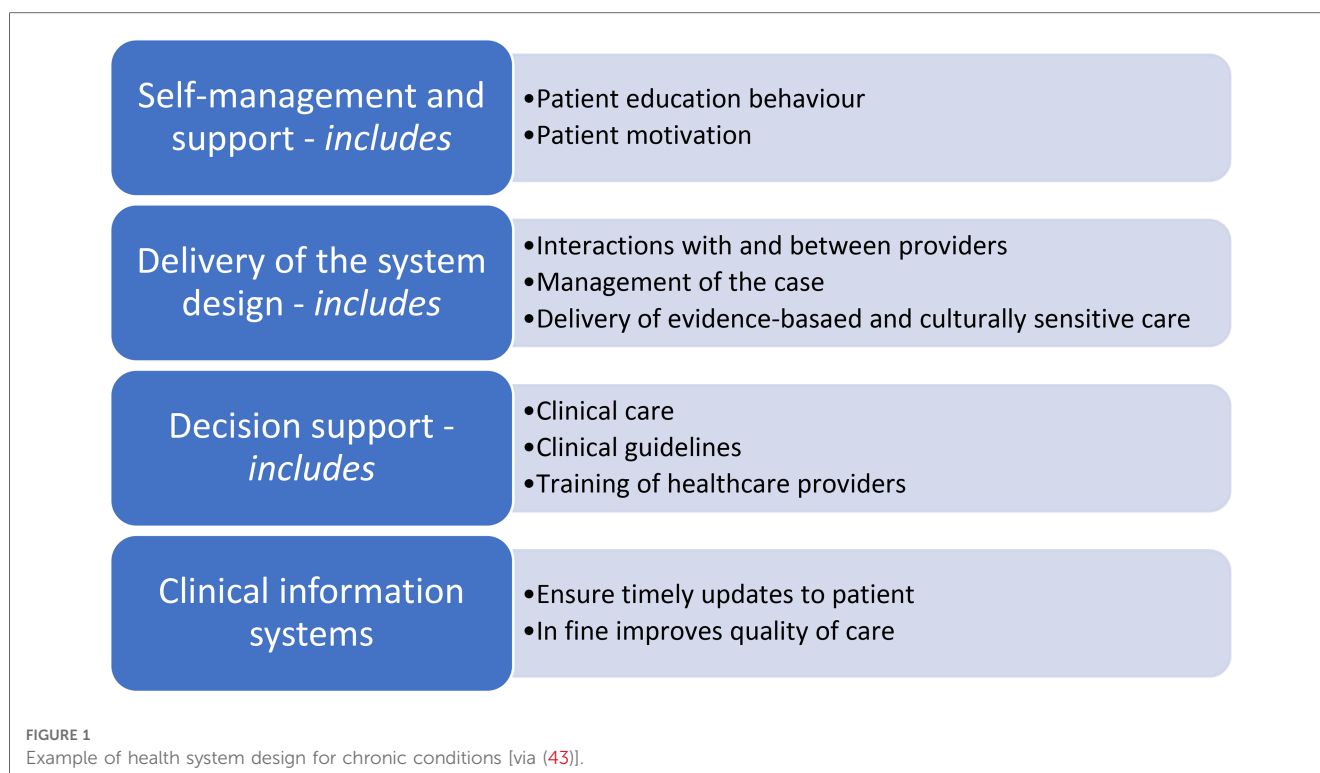 Self-management and
support - includes
•Patient education behaviour
•Patient motivation
Delivery of the system
design - includes
•Interactions with and between providers
•Management of the case
•Delivery of evidence-basaed and culturally sensitive care
Decision support -
includes
•Clinical care
•Clinical guidelines
•Training of healthcare providers
Clinical information
systems
•Ensure timely updates to patient
•In fine improves quality of care
FIGURE 1
Example of health system design for chronic conditions [via (43)].